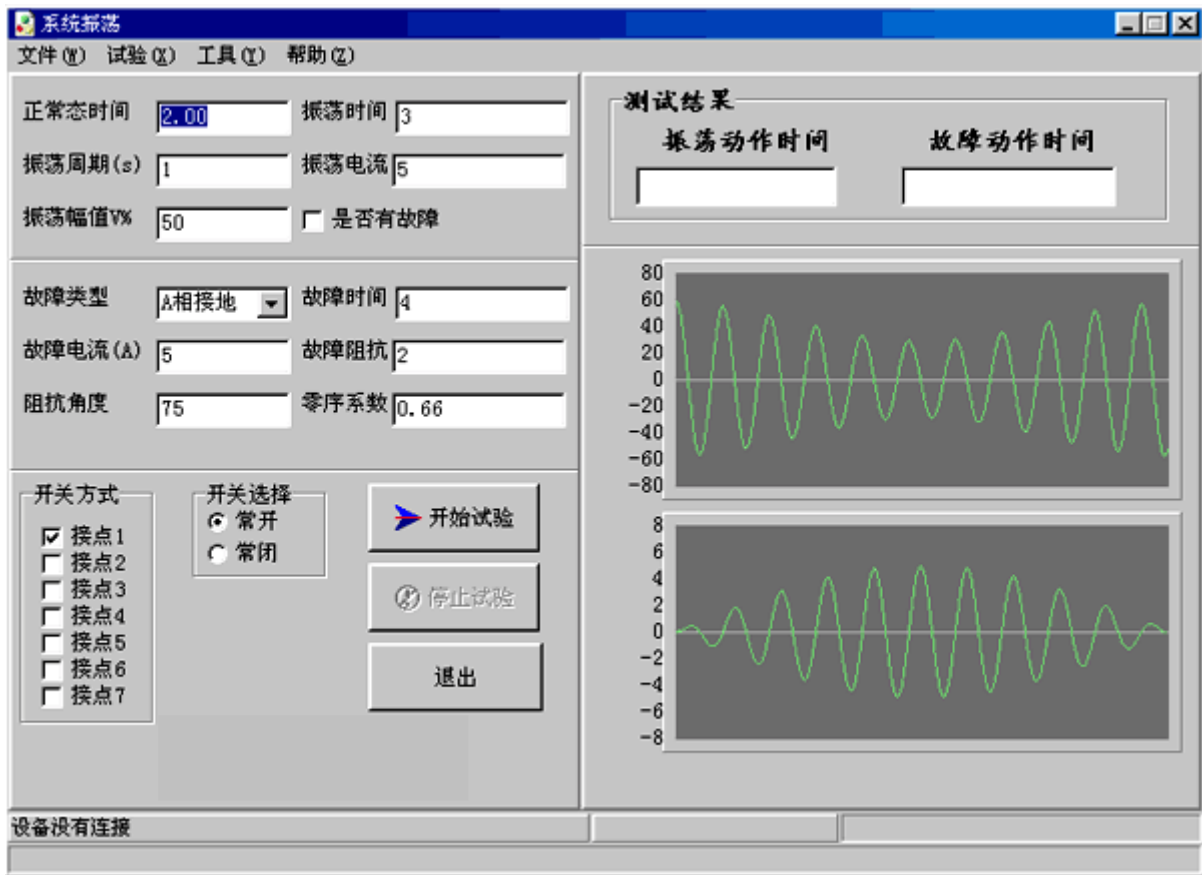 系统振荡
文件(W) 试验(X) 工具(Y) 帮助(Z)
正常态时间 2.00 振荡时间 3
振荡周期(s) 1 振荡电流 5
振荡幅值V% 50 是否有故障
故障类型 A相接地 故障时间 4
故障电流(A) 5 故障阻抗 2
阻抗角度 75 零序系数 0.66
开关方式
接点1
接点2
接点3
接点4
接点5
接点6
接点7
开关选择
常开
常闭
开始试验
停止试验
退出
测试结果
振荡动作时间 故障动作时间
80
60
40
20
0
-20
-40
-60
-80
8
6
4
2
0
-2
-4
-6
-8
设备没有连接